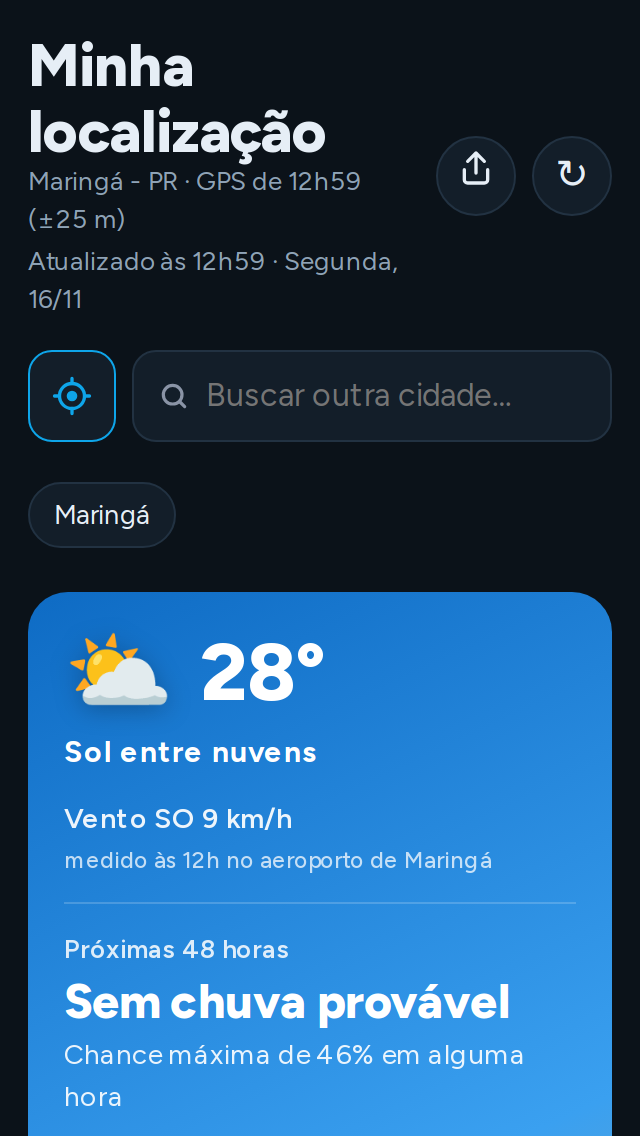 Minha
localização
Maringá - PR · GPS de 12h59
(±25 m)
Atualizado às 12h59 · Segunda,
16/11
Buscar outra cidade...
Maringá
28°
Sol entre nuvens
Vento SO 9 km/h
medido às 12h no aeroporto de Maringá
Próximas 48 horas
Sem chuva provável
Chance máxima de 46% em alguma
hora